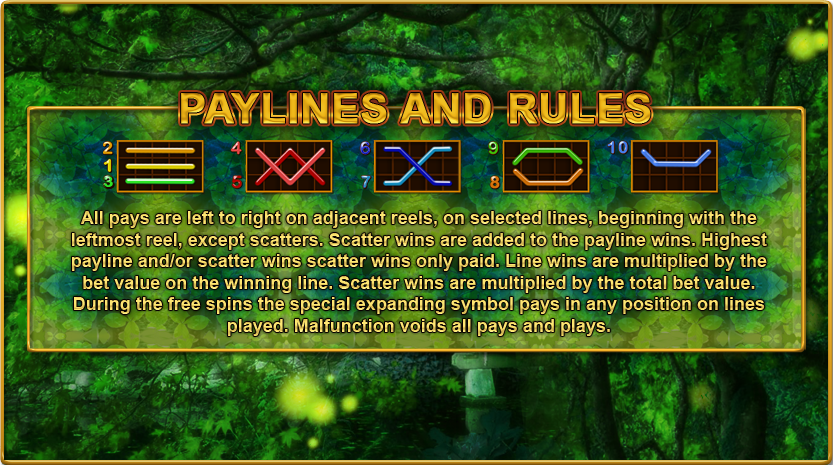 PAYLINES AND RULES
2 4 6 9 10
1
3 5 7 8
All pays are left to right on adjacent reels, on selected lines, beginning with the
leftmost reel, except scatters. Scatter wins are added to the payline wins. Highest
payline and/or scatter wins scatter wins only paid. Line wins are multiplied by the
bet value on the winning line. Scatter wins are multiplied by the total bet value.
During the free spins the special expanding symbol pays in any position on lines
played. Malfunction voids all pays and plays.